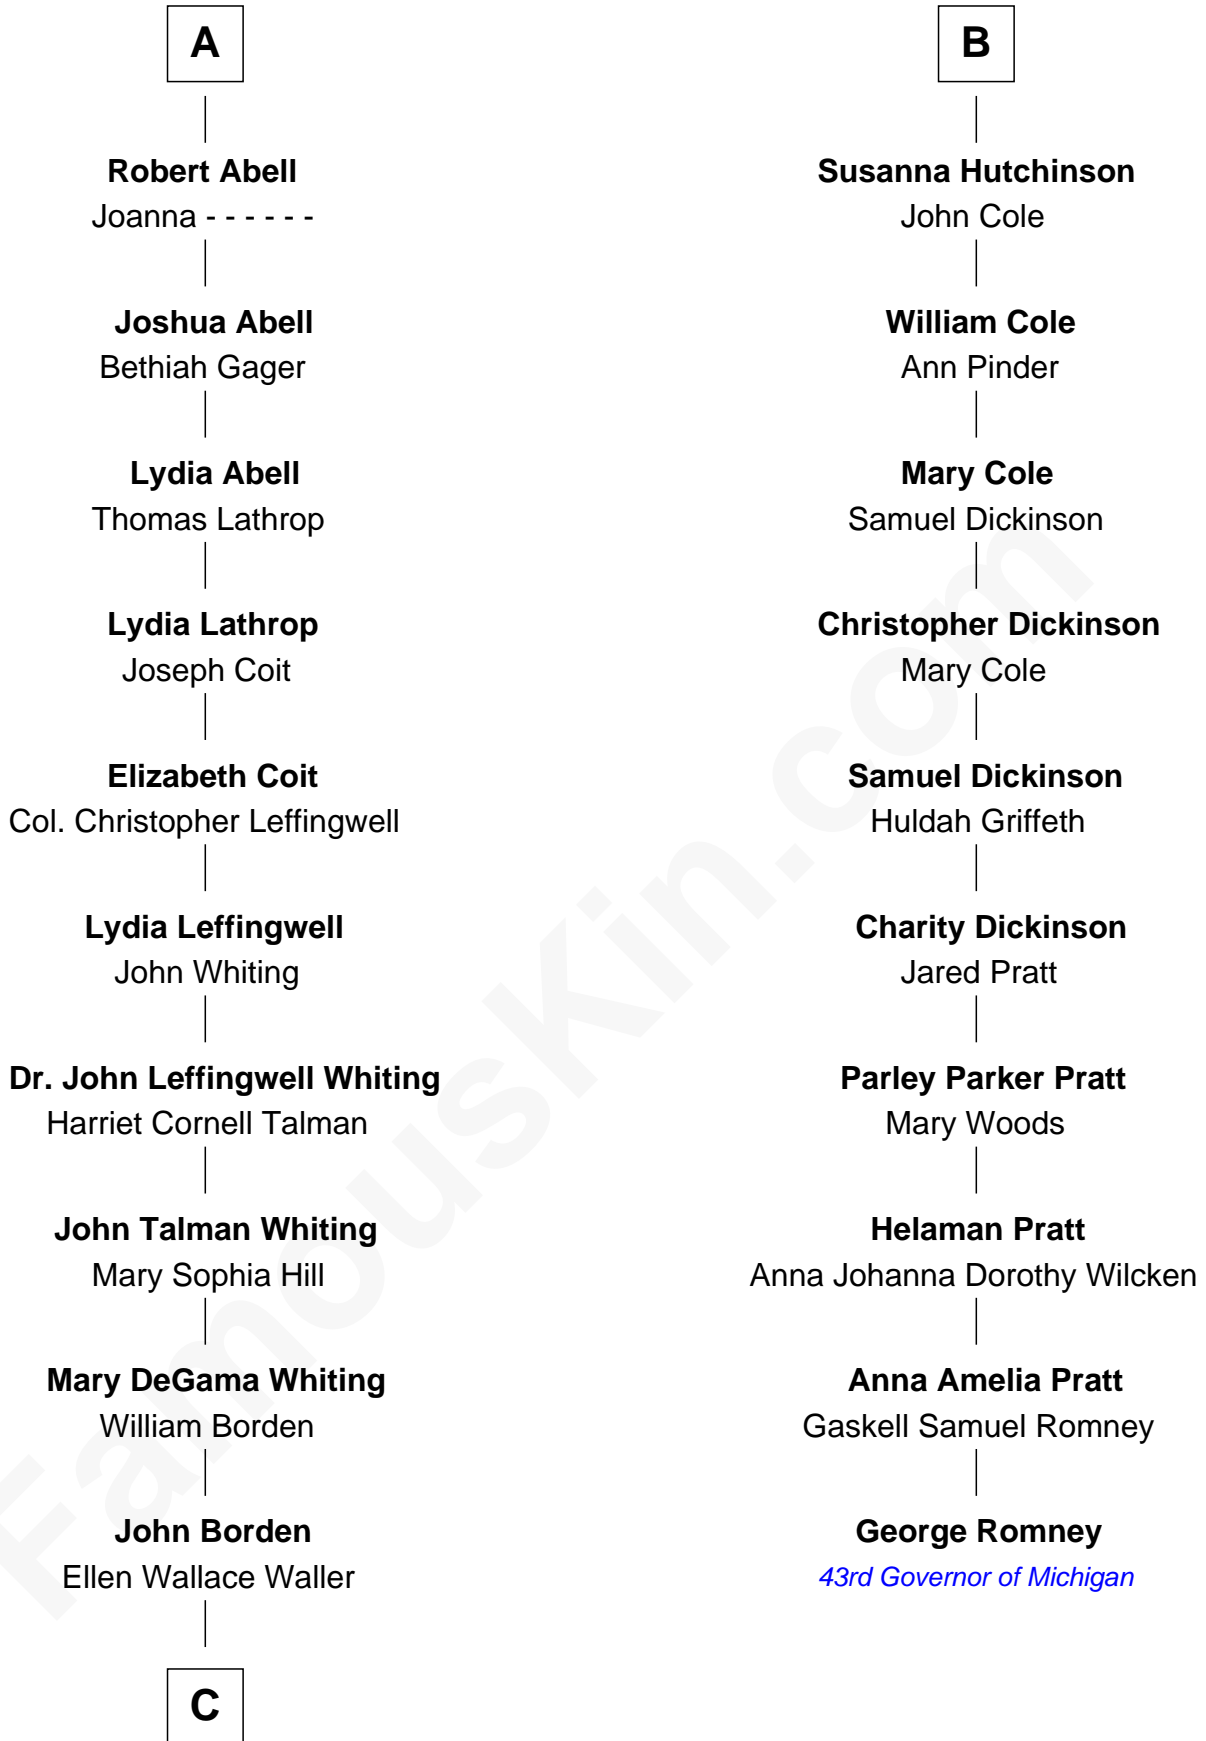 A
Robert Abell
Joanna - - - - - -
Joshua Abell
Bethiah Gager
Lydia Abell
Thomas Lathrop
Lydia Lathrop
Joseph Coit
Elizabeth Coit
Col. Christopher Leffingwell
Lydia Leffingwell
John Whiting
Dr. John Leffingwell Whiting
Harriet Cornell Talman
John Talman Whiting
Mary Sophia Hill
Mary DeGama Whiting
William Borden
John Borden
Ellen Wallace Waller
C
B
Susanna Hutchinson
John Cole
William Cole
Ann Pinder
Mary Cole
Samuel Dickinson
Christopher Dickinson
Mary Cole
Samuel Dickinson
Huldah Griffeth
Charity Dickinson
Jared Pratt
Parley Parker Pratt
Mary Woods
Helaman Pratt
Anna Johanna Dorothy Wilcken
Anna Amelia Pratt
Gaskell Samuel Romney
George Romney
43rd Governor of Michigan
FamousKin.com